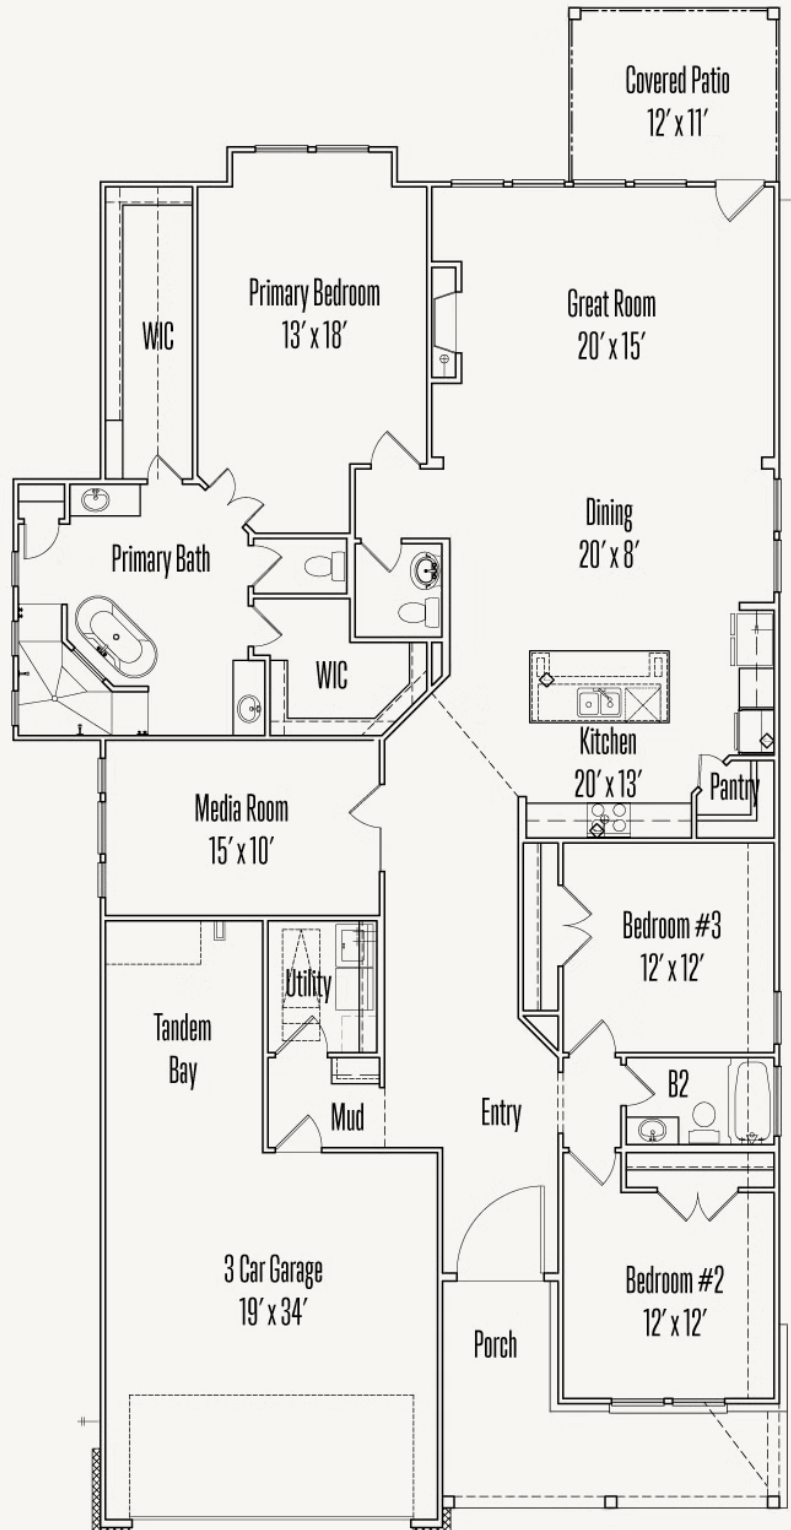 Covered Patio
12′ x 11′
Primary Bedroom
13′ x 18′
Great Room
20′ x 15′
WIC
Dining
20′ x 8′
Primary Bath
WIC
Kitchen
20′ x 13′
Pantry
Media Room
15′ x 10′
Bedroom #3
12′ x 12′
Utility
Tandem
Bay
B2
Mud
Entry
3 Car Garage
19′ x 34′
Bedroom #2
12′ x 12′
Porch